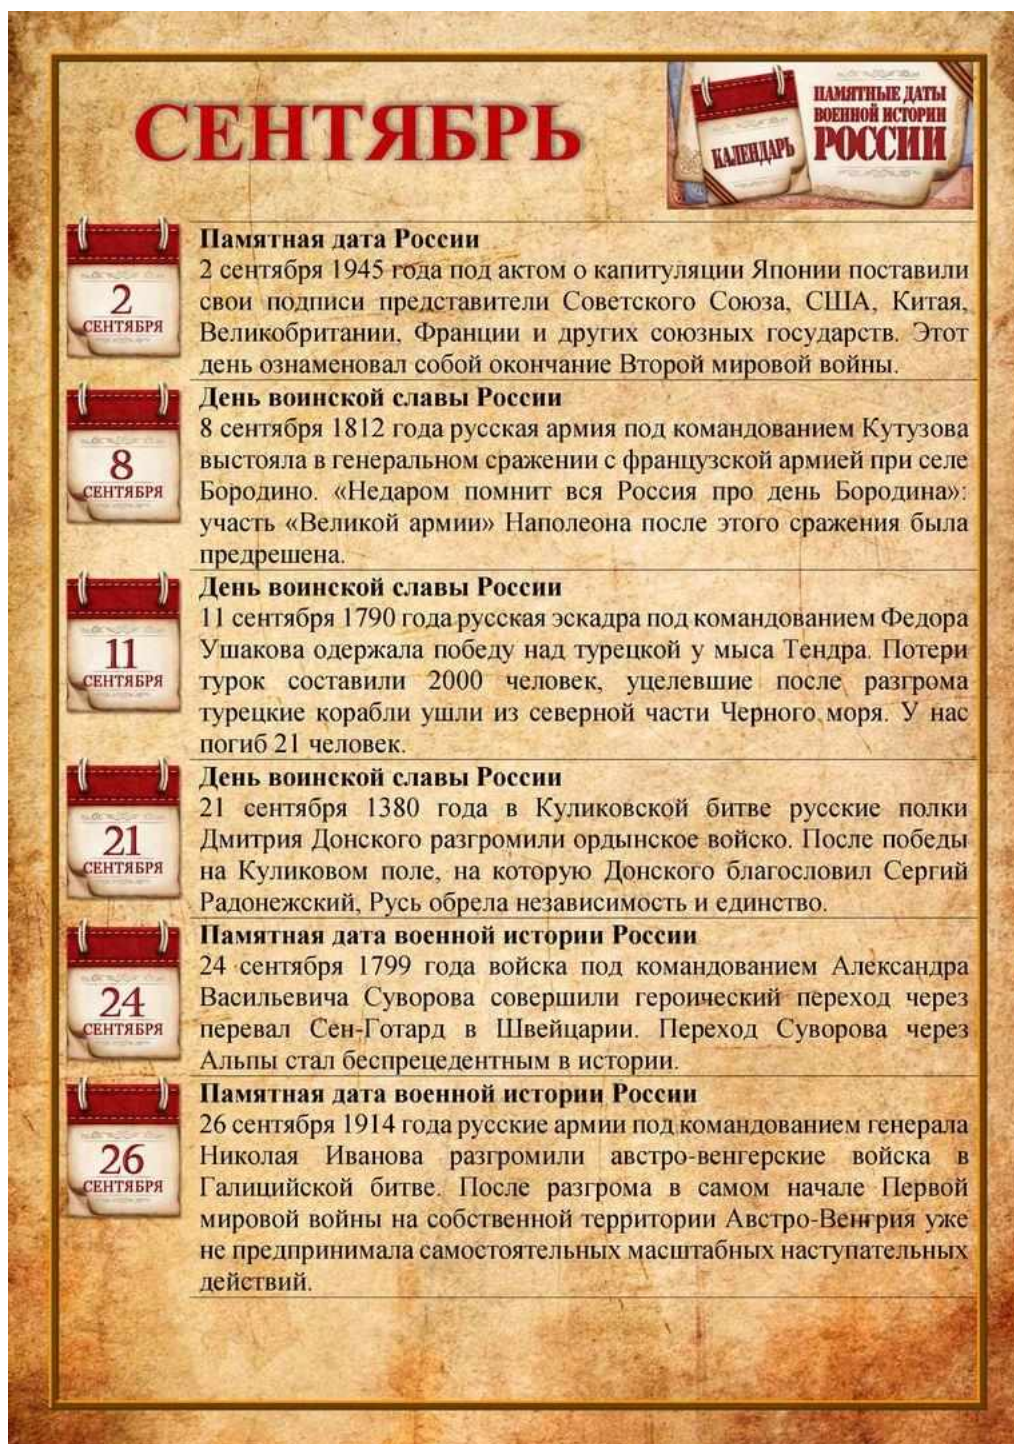 СЕНТЯБРЬ
КАЛЕНДАРЬ
ПАМЯТНЫЕ ДАТЫ
ВОЕННОЙ ИСТОРИИ
РОССИИ
2
СЕНТЯБРЯ
Памятная дата России
2 сентября 1945 года под актом о капитуляции Японии поставили
свои подписи представители Советского Союза, США, Китая,
Великобритании, Франции и других союзных государств. Этот
день ознаменовал собой окончание Второй мировой войны.
8
СЕНТЯБРЯ
День воинской славы России
8 сентября 1812 года русская армия под командованием Кутузова
выстояла в генеральном сражении с французской армией при селе
Бородино. «Недаром помнит вся Россия про день Бородина»:
участь «Великой армии» Наполеона после этого сражения была
предрешена.
11
СЕНТЯБРЯ
День воинской славы России
11 сентября 1790 года русская эскадра под командованием Федора
Ушакова одержала победу над турецкой у мыса Тендра. Потери
турок составили 2000 человек, уцелевшие после разгрома
турецкие корабли ушли из северной части Черного моря. У нас
погиб 21 человек.
21
СЕНТЯБРЯ
День воинской славы России
21 сентября 1380 года в Куликовской битве русские полки
Дмитрия Донского разгромили ордынское войско. После победы
на Куликовом поле, на которую Донского благословил Сергий
Радонежский, Русь обрела независимость и единство.
24
СЕНТЯБРЯ
Памятная дата военной истории России
24 сентября 1799 года войска под командованием Александра
Васильевича Суворова совершили героический переход через
перевал Сен-Готард в Швейцарии. Переход Суворова через
Альпы стал беспрецедентным в истории.
26
СЕНТЯБРЯ
Памятная дата военной истории России
26 сентября 1914 года русские армии под командованием генерала
Николая Иванова разгромили австро-венгерские войска в
Галицийской битве. После разгрома в самом начале Первой
мировой войны на собственной территории Австро-Венгрия уже
не предпринимала самостоятельных масштабных наступательных
действий.